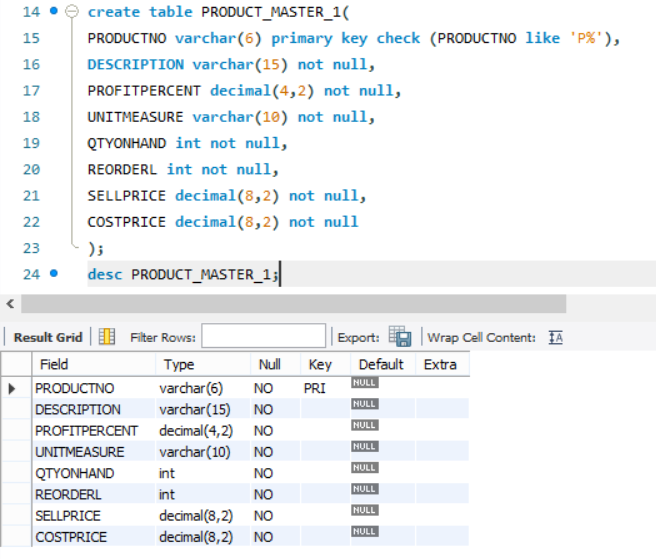 14 create table PRODUCT_MASTER_1(
15 PRODUCTNO varchar(6) primary key check (PRODUCTNO like 'P%'),
16 DESCRIPTION varchar(15) not null,
17 PROFITPERCENT decimal(4,2) not null,
18 UNITMEASURE varchar(10) not null,
19 QTYONHAND int not null,
20 REORDERL int not null,
21 SELLPRICE decimal(8,2) not null,
22 COSTPRICE decimal(8,2) not null
23 );
24 desc PRODUCT_MASTER_1;
Result Grid Filter Rows: Export: Wrap Cell Content: IA
Field Type Null Key Default Extra
PRODUCTNO varchar(6) NO PRI NULL
DESCRIPTION varchar(15) NO NULL
PROFITPERCENT decimal(4,2) NO NULL
UNITMEASURE varchar(10) NO NULL
QTYONHAND int NO NULL
REORDERL int NO NULL
SELLPRICE decimal(8,2) NO NULL
COSTPRICE decimal(8,2) NO NULL